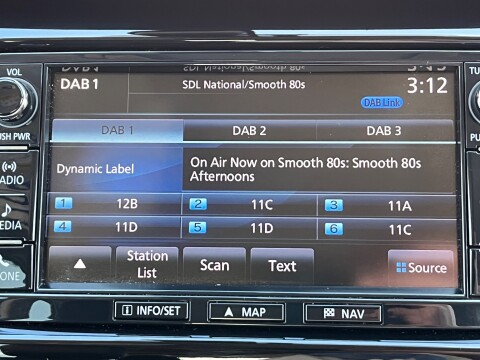 VOL
DAB 1
SDL National/Smooth 80s
3:12
DAB Link
PUSH PWR
DAB 1
DAB 2
DAB 3
Dynamic Label
On Air Now on Smooth 80s: Smooth 80s
Afternoons
1 12B
2 11C
3 11A
4 11D
5 11D
6 11C
▲
Station
List
Scan
Text
Source
i INFO/SET
MAP
NAV